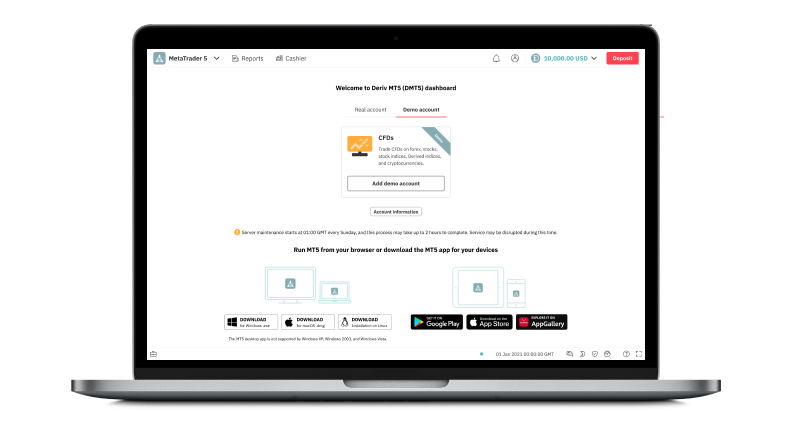 MetaTrader 5 Reports Cashier 10,000.00 USD Deposit
Welcome to Deriv MT5 (DMT5) dashboard
Real account Demo account
CFDs
Demo
Trade CFDs on forex, stocks,
stock indices, Derived indices,
and cryptocurrencies.
Add demo account
Account information
Server maintenance starts at 01:00 GMT every Sunday, and this process may take up to 2 hours to complete. Service may be disrupted during this time.
Run MT5 from your browser or download the MT5 app for your devices
DOWNLOAD
for Windows .exe
DOWNLOAD
for macOS .dmg
DOWNLOAD
Installation on Linux
GET IT ON
Google Play
Download on the
App Store
EXPLORE IT ON
AppGallery
The MT5 desktop app is not supported by Windows XP, Windows 2003, and Windows Vista.
01 Jan 2021 00:00:00 GMT